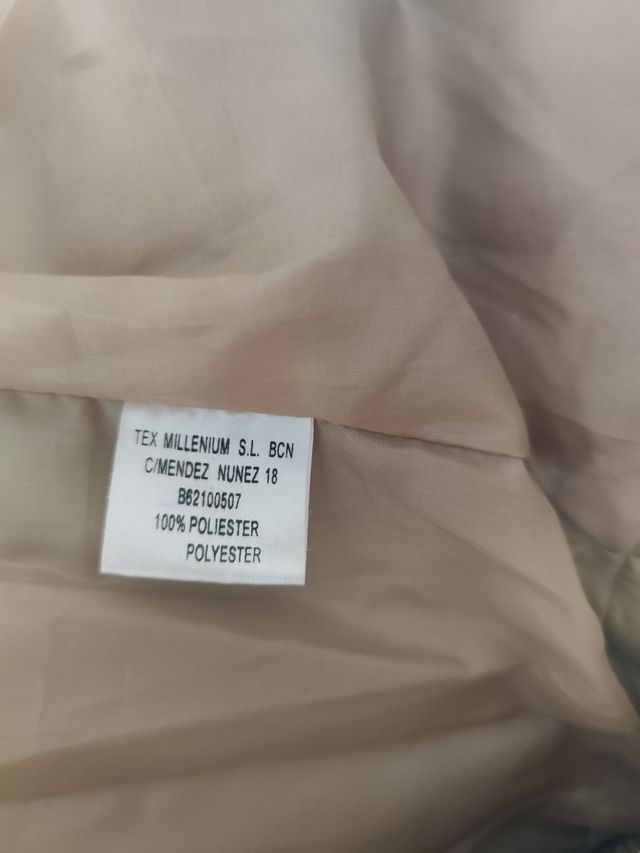 TEX MILLENIUM S.L. BCN
C/MENDEZ NUNEZ 18
B62100507
100% POLIESTER
POLYESTER